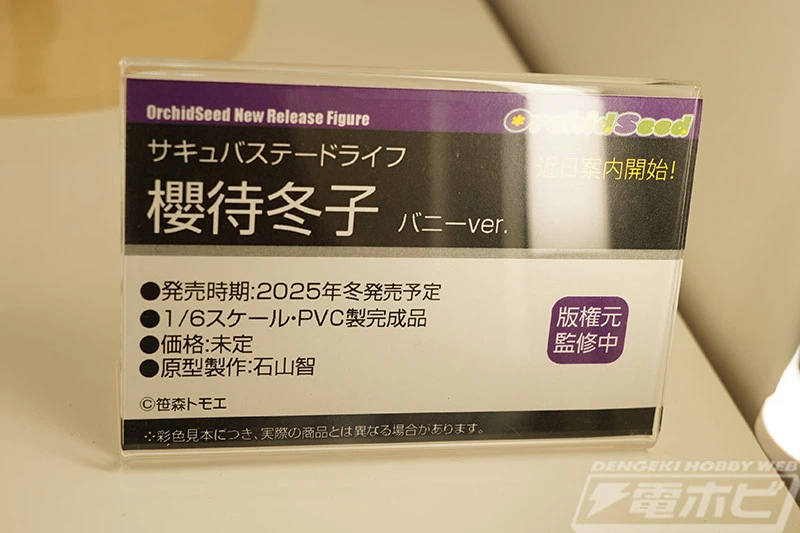 OrchidSeed New Release Figure
OrchidSeed
サキュバステードライフ
近日案内開始!
櫻待冬子 バニーver.
●発売時期:2025年冬発売予定
●1/6スケール・PVC製完成品
●価格:未定
●原型製作:石山智
版権元
監修中
©笹森トモエ
※彩色見本につき、実際の商品とは異なる場合があります。
DENGEKI HOBBY WEB
電ホビ